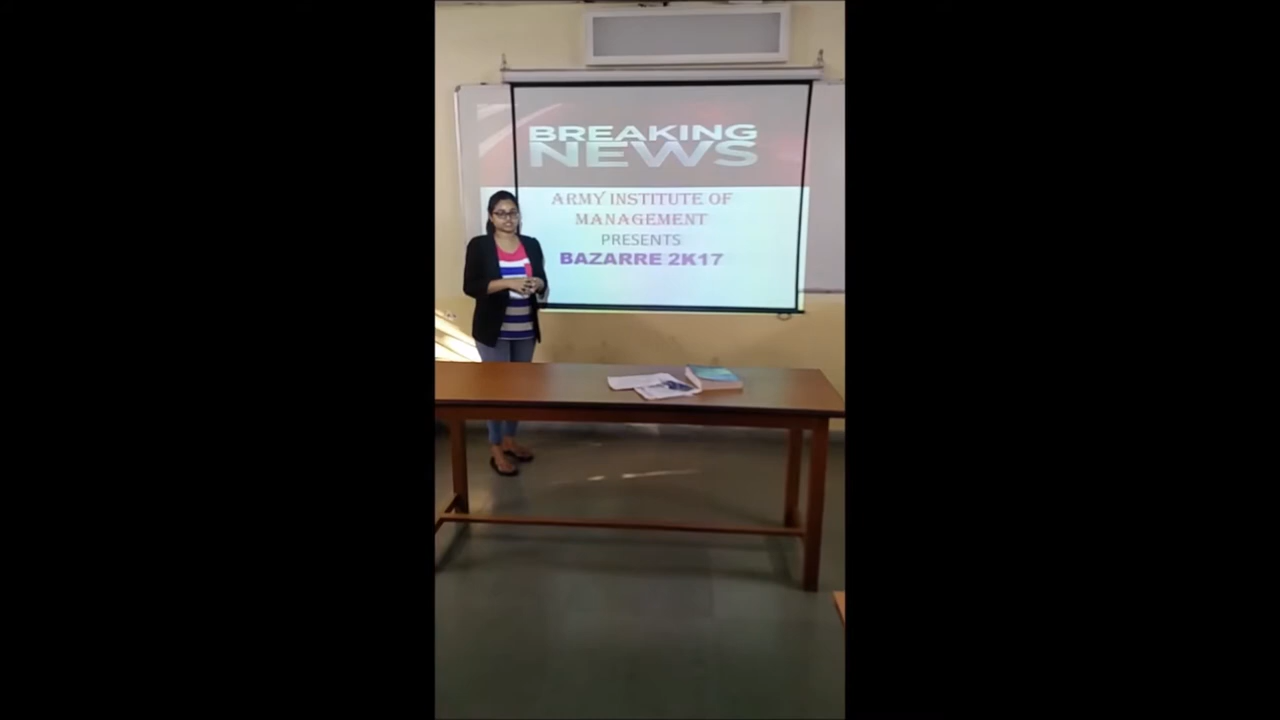 BREAKING
NEWS
ARMY INSTITUTE OF
MANAGEMENT
PRESENTS
BAZARRE 2K17